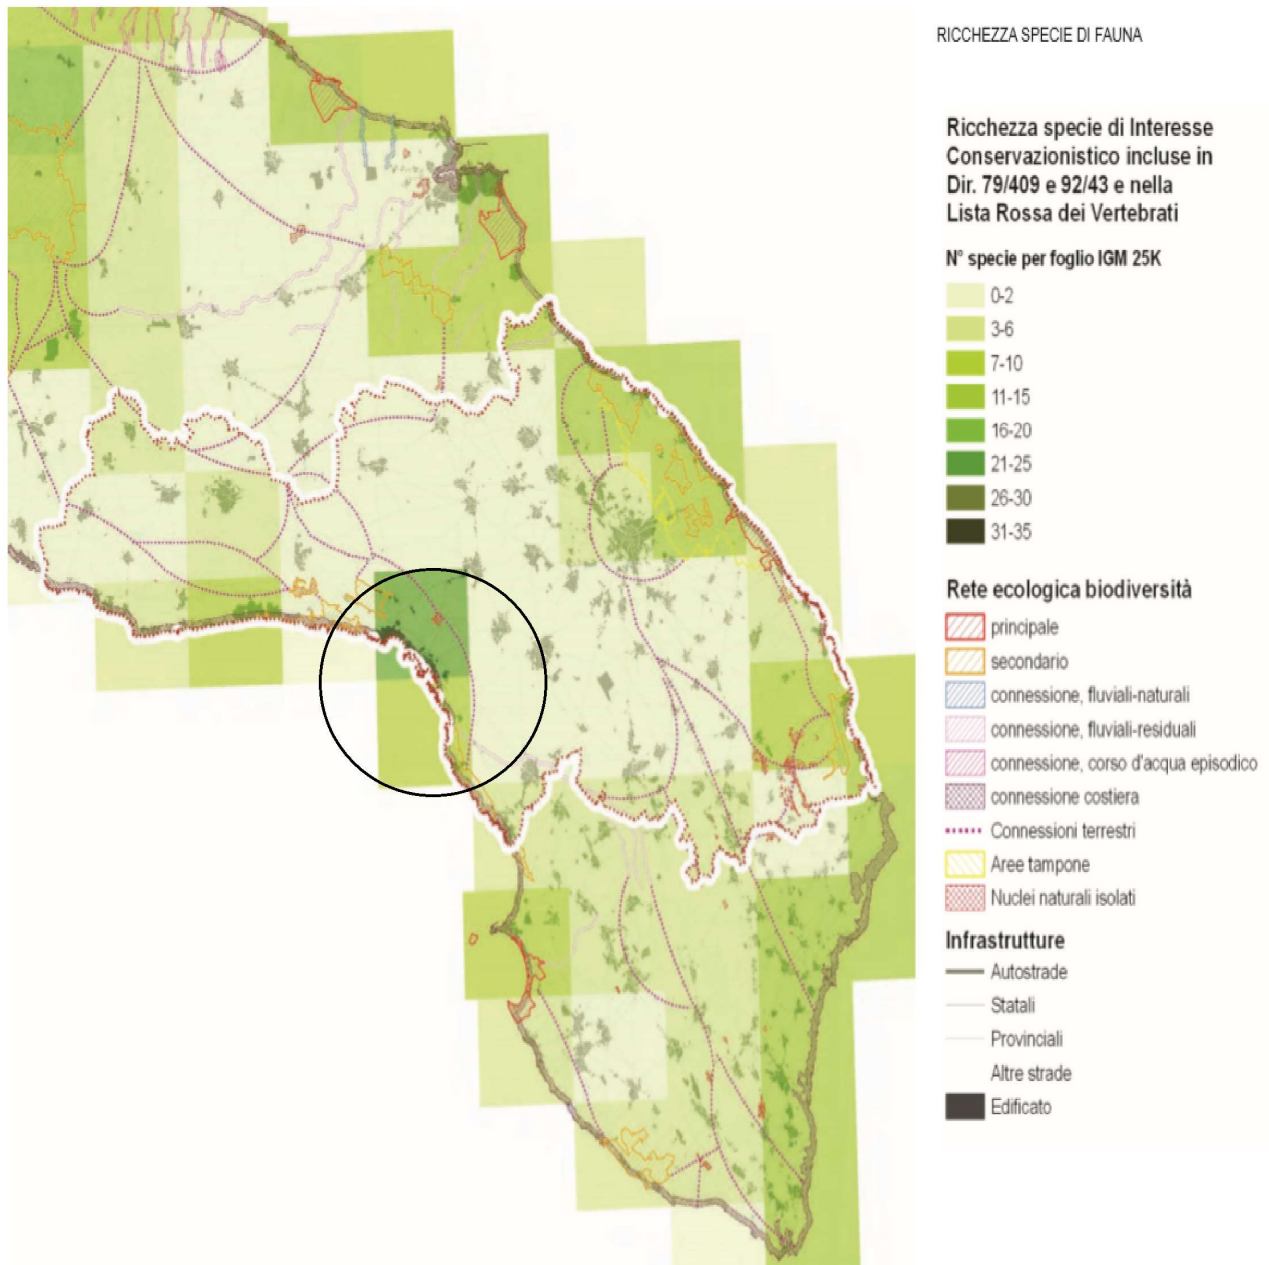 RICCHEZZA SPECIE DI FAUNA
Ricchezza specie di Interesse
Conservazionistico incluse in
Dir. 79/409 e 92/43 e nella
Lista Rossa dei Vertebrati
N° specie per foglio IGM 25K
0-2
3-6
7-10
11-15
16-20
21-25
26-30
31-35
Rete ecologica biodiversità
principale
secondario
connessione, fluviali-naturali
connessione, fluviali-residuali
connessione, corso d'acqua episodico
connessione costiera
Connessioni terrestri
Aree tampone
Nuclei naturali isolati
Infrastrutture
Autostrade
Statali
Provinciali
Altre strade
Edificato